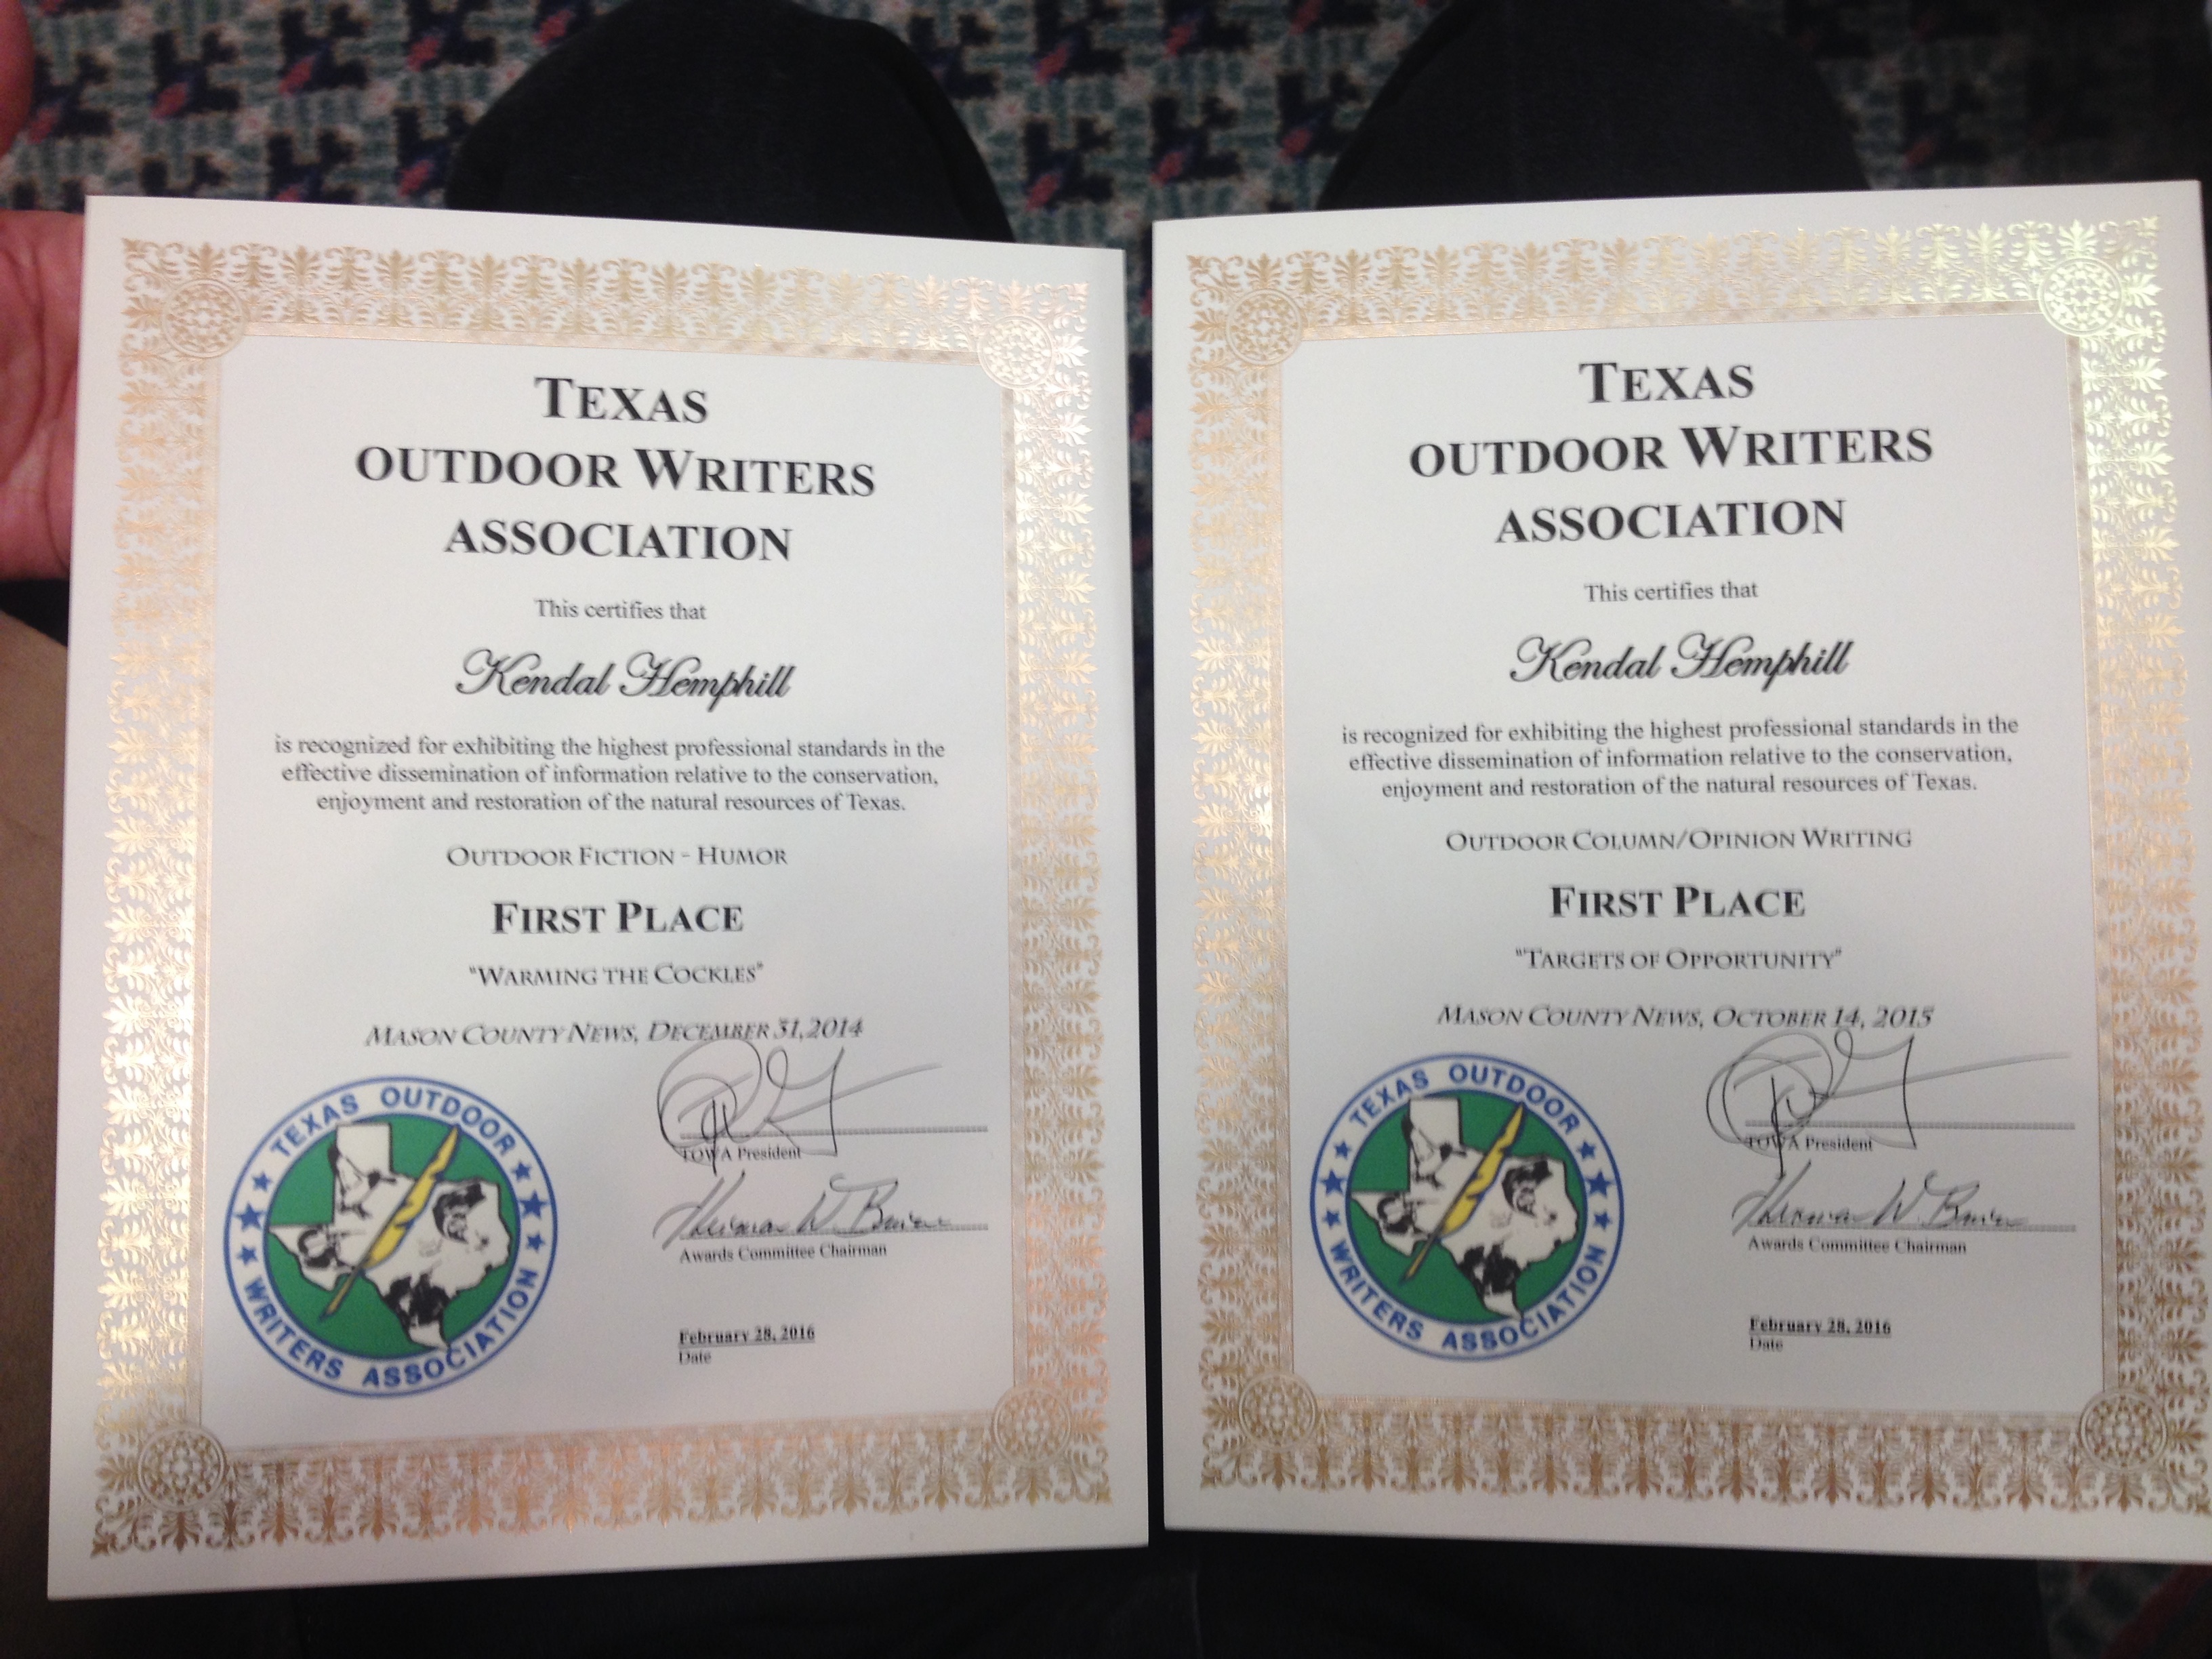 TEXAS
OUTDOOR WRITERS
ASSOCIATION
This certifies that
Kendal Hemphill
is recognized for exhibiting the highest professional standards in the
effective dissemination of information relative to the conservation,
enjoyment and restoration of the natural resources of Texas.
OUTDOOR FICTION - HUMOR
FIRST PLACE
"WARMING THE COCKLES"
MASON COUNTY NEWS, DECEMBER 31,2014
TOWA President
Awards Committee Chairman
February 28, 2016
Date
TEXAS OUTDOOR
WRITERS ASSOCIATION
TEXAS
OUTDOOR WRITERS
ASSOCIATION
This certifies that
Kendal Hemphill
is recognized for exhibiting the highest professional standards in the
effective dissemination of information relative to the conservation,
enjoyment and restoration of the natural resources of Texas.
OUTDOOR COLUMN/OPINION WRITING
FIRST PLACE
"TARGETS OF OPPORTUNITY"
MASON COUNTY NEWS, OCTOBER 14, 2015
TOWA President
Awards Committee Chairman
February 28, 2016
Date
TEXAS OUTDOOR
WRITERS ASSOCIATION